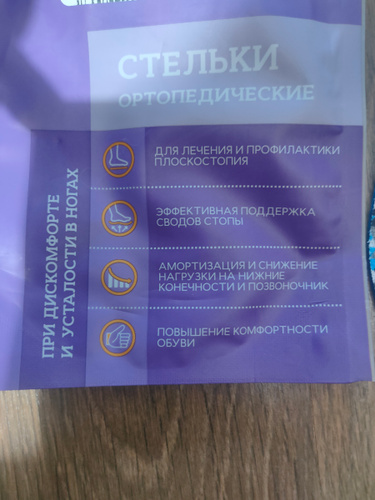 СТЕЛЬКИ
ОРТОПЕДИЧЕСКИЕ
ПРИ ДИСКОМФОРТЕ
И УСТАЛОСТИ В НОГАХ
ДЛЯ ЛЕЧЕНИЯ И ПРОФИЛАКТИКИ
ПЛОСКОСТОПИЯ
ЭФФЕКТИВНАЯ ПОДДЕРЖКА
СВОДОВ СТОПЫ
АМОРТИЗАЦИЯ И СНИЖЕНИЕ
НАГРУЗКИ НА НИЖНИЕ
КОНЕЧНОСТИ И ПОЗВОНОЧНИК
ПОВЫШЕНИЕ КОМФОРТНОСТИ
ОБУВИ